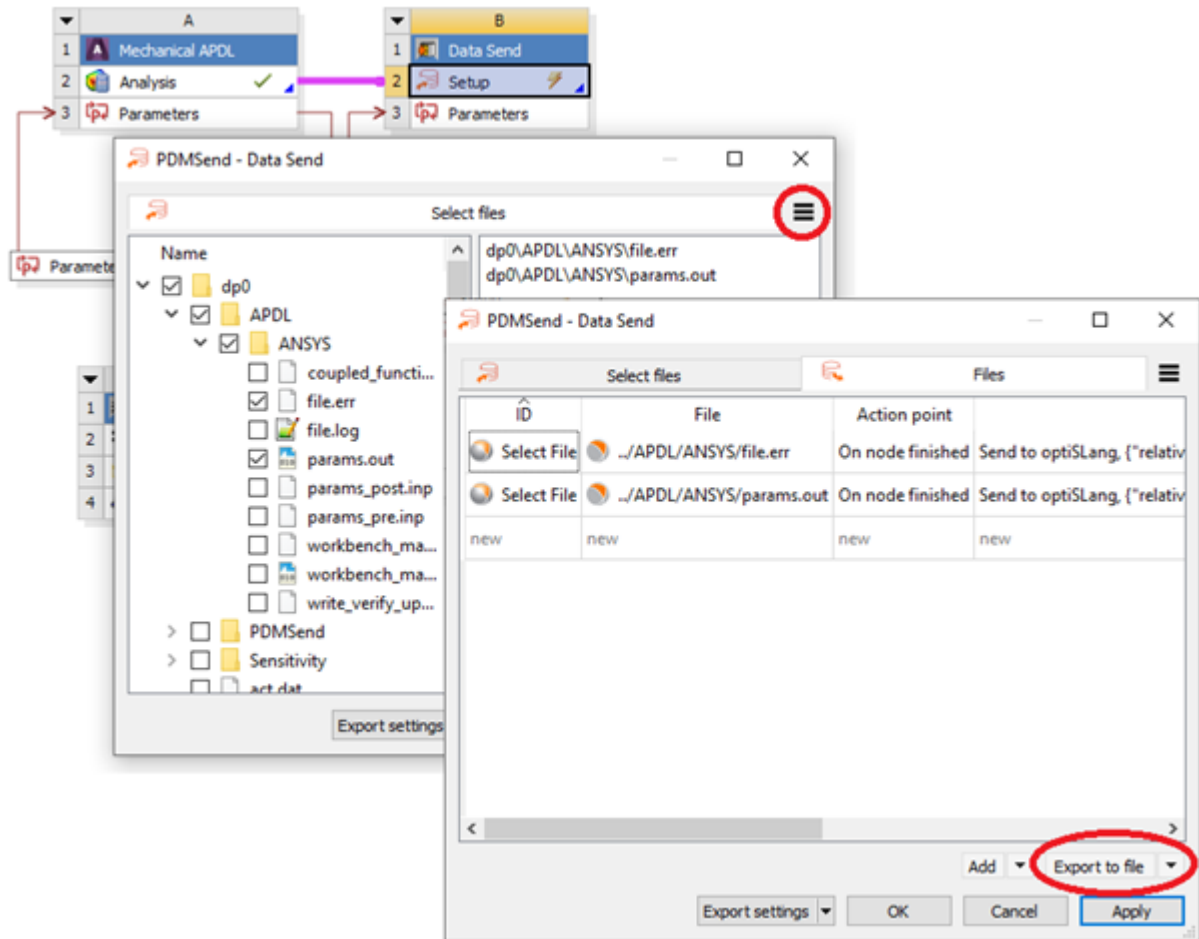 A
1 Mechanical APDL
2 Analysis
3 Parameters
B
1 Data Send
2 Setup
3 Parameters
Paramete
1
2
3
4
PDMSend - Data Send
Select files
Name
dp0
APDL
ANSYS
coupled_functi...
file.err
file.log
params.out
params_post.inp
params_pre.inp
workbench_ma...
workbench_ma...
write_verify_up...
PDMSend
Sensitivity
act.dat
dp0\APDL\ANSYS\file.err
dp0\APDL\ANSYS\params.out
Export settings
PDMSend - Data Send
Select files Files
ID File Action point
Select File ../APDL/ANSYS/file.err On node finished Send to optiSLang, {"relativ
Select File ../APDL/ANSYS/params.out On node finished Send to optiSLang, {"relativ
new new new new
Add Export to file
Export settings OK Cancel Apply